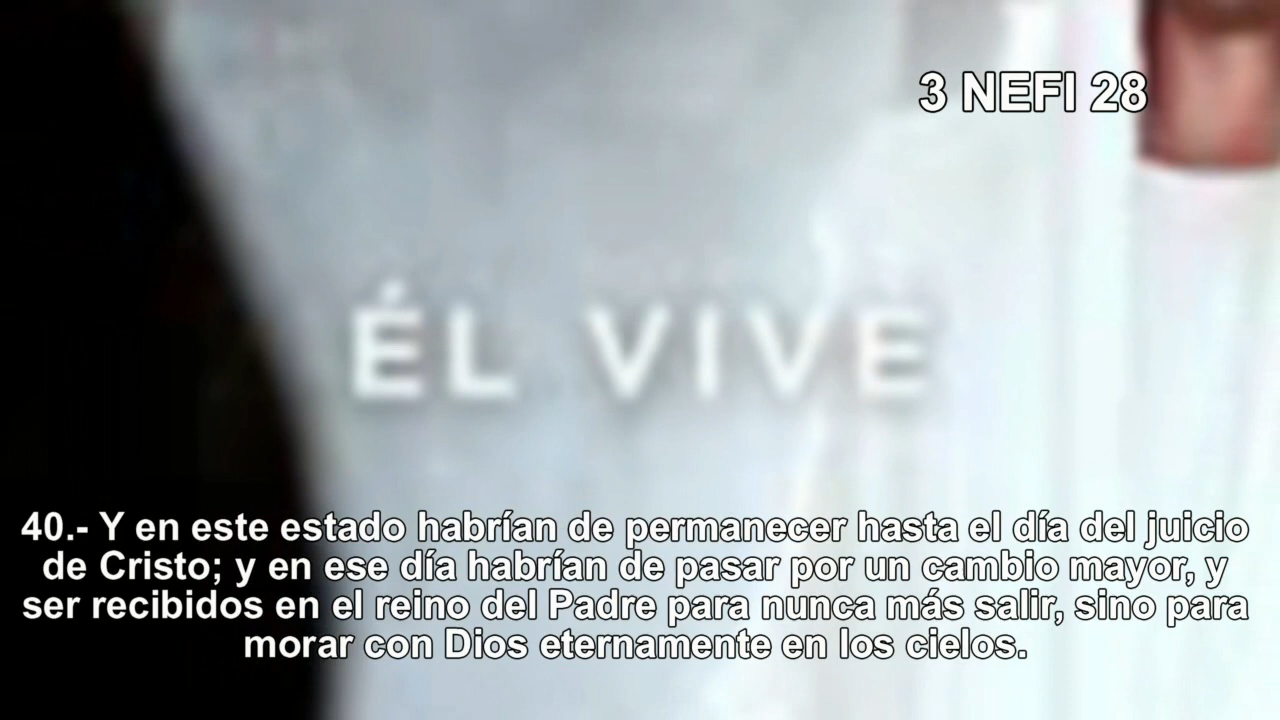 3 NEFI 28
ÉL VIVE
40.- Y en este estado habrían de permanecer hasta el día del juicio
de Cristo; y en ese día habrían de pasar por un cambio mayor, y
ser recibidos en el reino del Padre para nunca más salir, sino para
morar con Dios eternamente en los cielos.